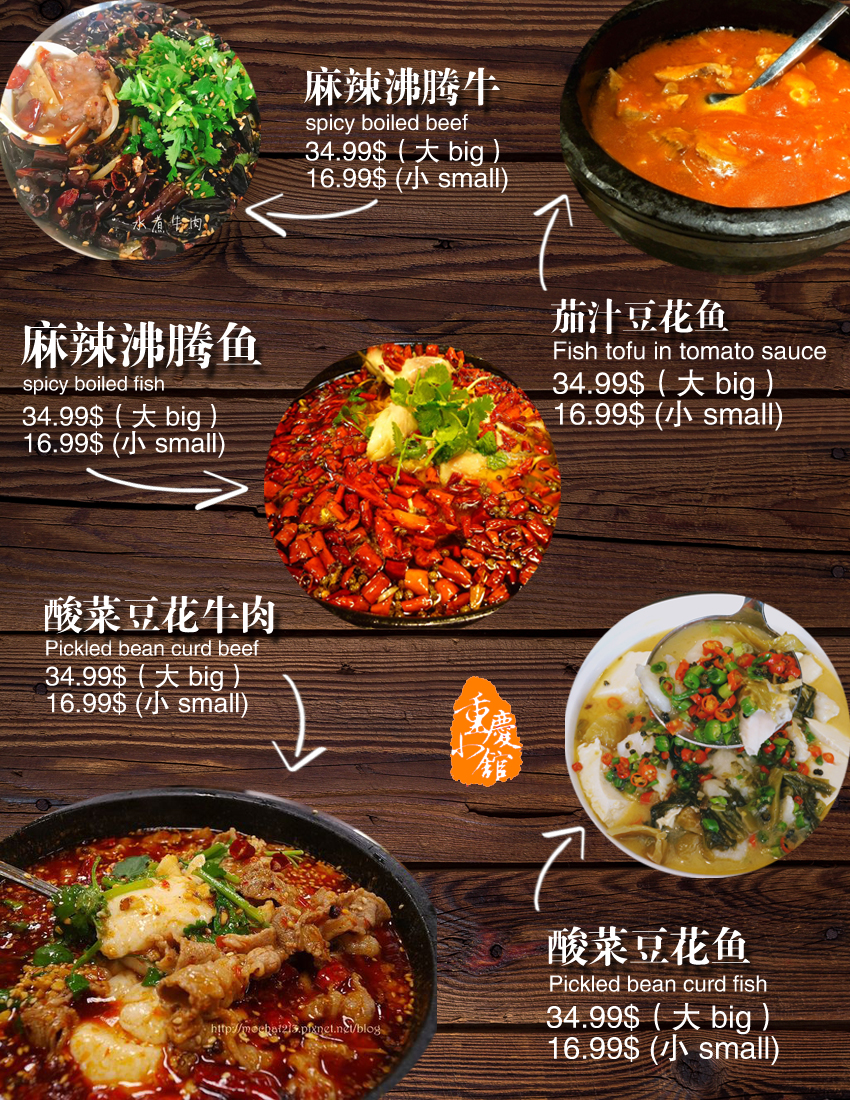 麻辣沸腾牛
spicy boiled beef
34.99$ ( 大 big )
16.99$ (小 small)
水煮牛肉
茄汁豆花鱼
Fish tofu in tomato sauce
34.99$ ( 大 big )
16.99$ (小 small)
麻辣沸腾鱼
spicy boiled fish
34.99$ ( 大 big )
16.99$ (小 small)
酸菜豆花牛肉
Pickled bean curd beef
34.99$ ( 大 big )
16.99$ (小 small)
重慶
小館
酸菜豆花鱼
Pickled bean curd fish
34.99$ ( 大 big )
16.99$ (小 small)
http://mochaf213.pixnet.net/blog